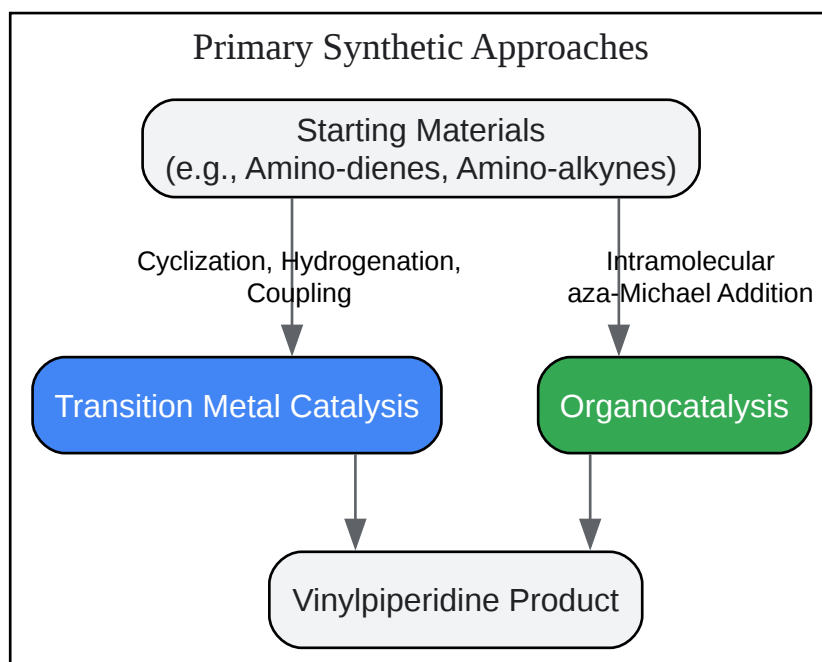 Primary Synthetic Approaches
Starting Materials
(e.g., Amino-dienes, Amino-alkynes)
Cyclization, Hydrogenation,
Coupling
Intramolecular
aza-Michael Addition
Transition Metal Catalysis
Organocatalysis
Vinylpiperidine Product